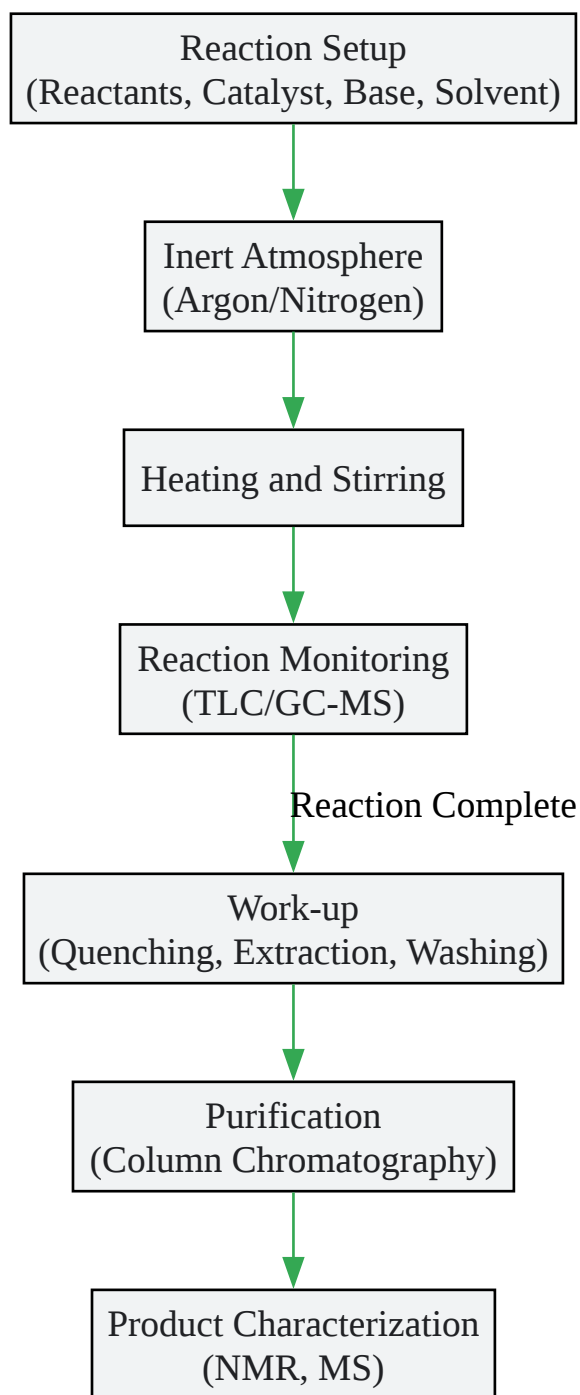 Reaction Setup
(Reactants, Catalyst, Base, Solvent)
Inert Atmosphere
(Argon/Nitrogen)
Heating and Stirring
Reaction Monitoring
(TLC/GC-MS)
Reaction Complete
Work-up
(Quenching, Extraction, Washing)
Purification
(Column Chromatography)
Product Characterization
(NMR, MS)